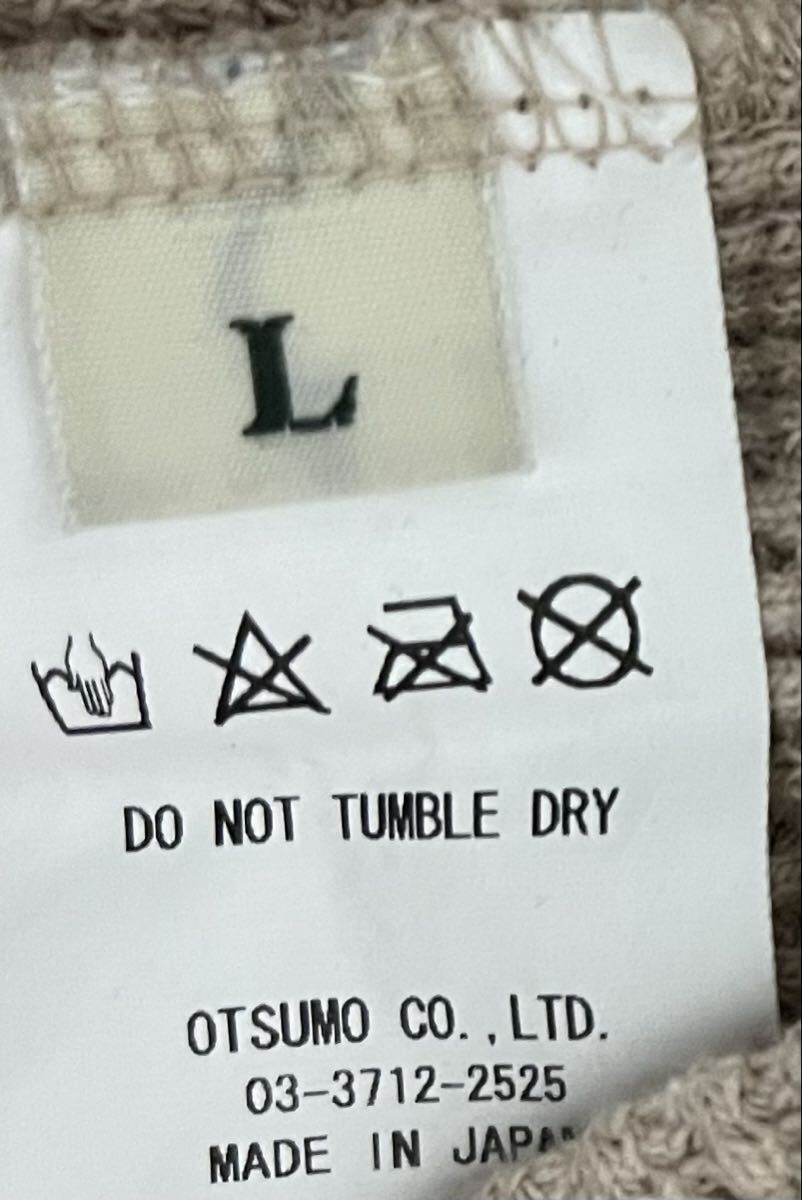 L
DO NOT TUMBLE DRY
OTSUMO CO.,LTD.
03-3712-2525
MADE IN JAPAN